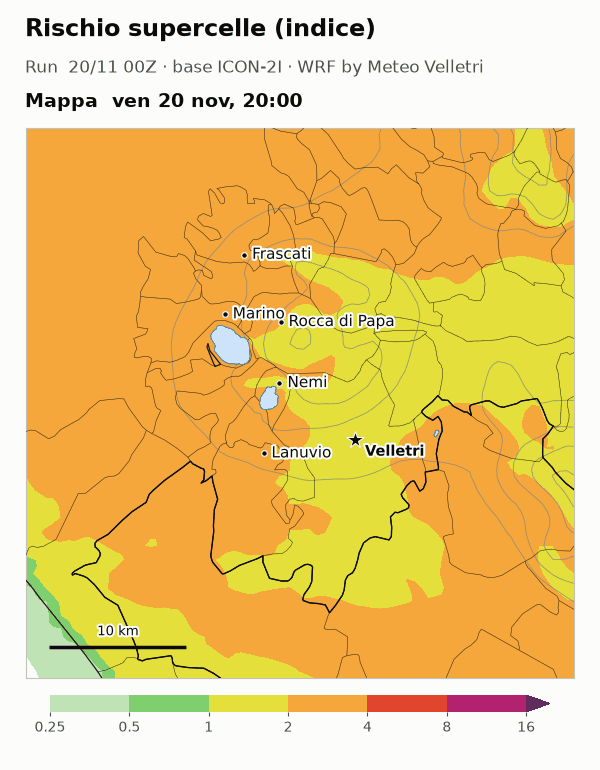 Rischio supercelle (indice)
Run 20/11 00Z · base ICON-2I · WRF by Meteo Velletri
Mappa ven 20 nov, 20:00
Frascati
Marino
Rocca di Papa
Nemi
Velletri
Lanuvio
10 km
0.25 0.5 1 2 4 8 16